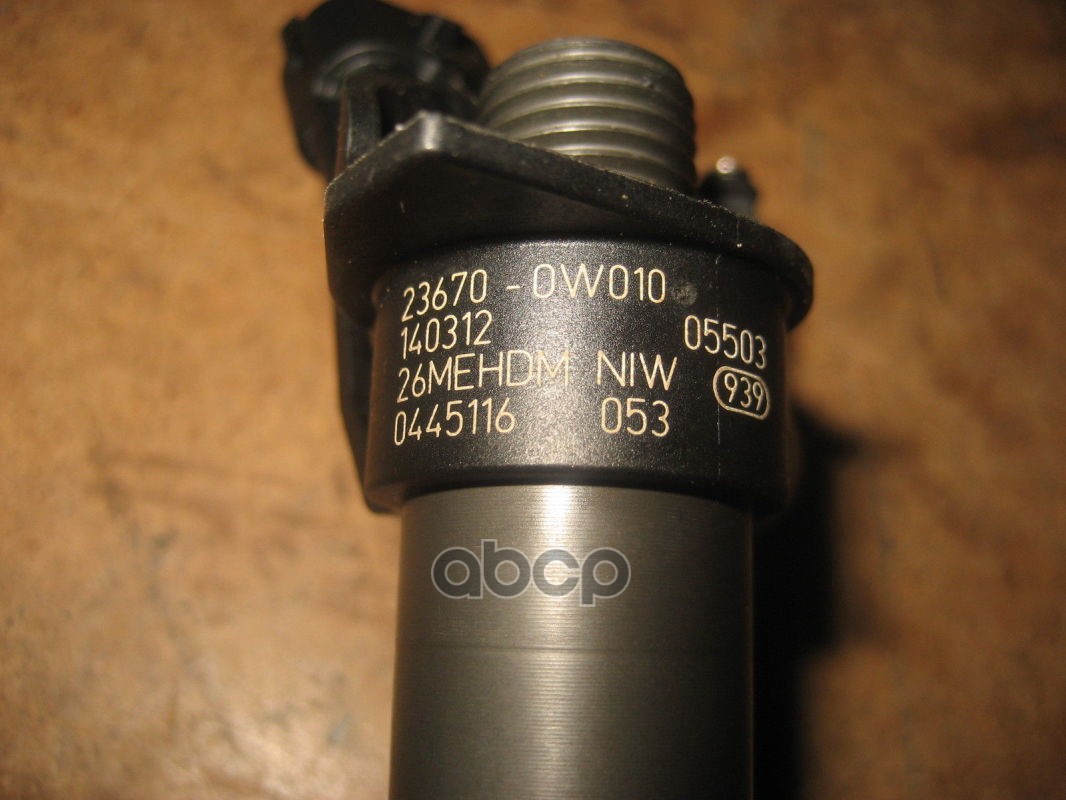 23670 - 0W010
140312 05503
26MEHDM NIW 939
0445116 053
abcp